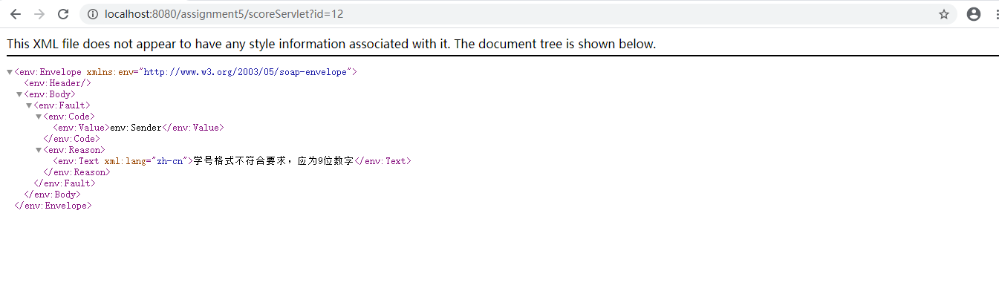 localhost:8080/assignment5/scoreServlet?id=12
This XML file does not appear to have any style information associated with it. The document tree is shown below.
<env:Envelope xmlns:env="http://www.w3.org/2003/05/soap-envelope">
<env:Header/>
<env:Body>
<env:Fault>
<env:Code>
<env:Value>env:Sender</env:Value>
</env:Code>
<env:Reason>
<env:Text xml:lang="zh-cn">学号格式不符合要求，应为9位数字</env:Text>
</env:Reason>
</env:Fault>
</env:Body>
</env:Envelope>